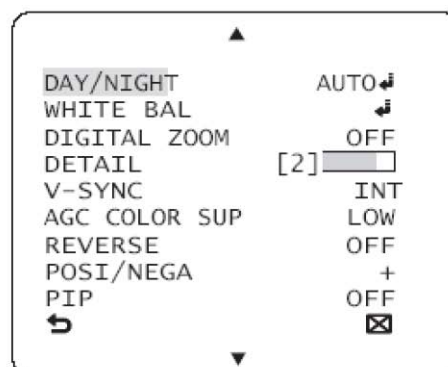 DAY/NIGHT AUTO
WHITE BAL
DIGITAL ZOOM OFF
DETAIL [2]
V-SYNC INT
AGC COLOR SUP LOW
REVERSE OFF
POSI/NEGA +
PIP OFF